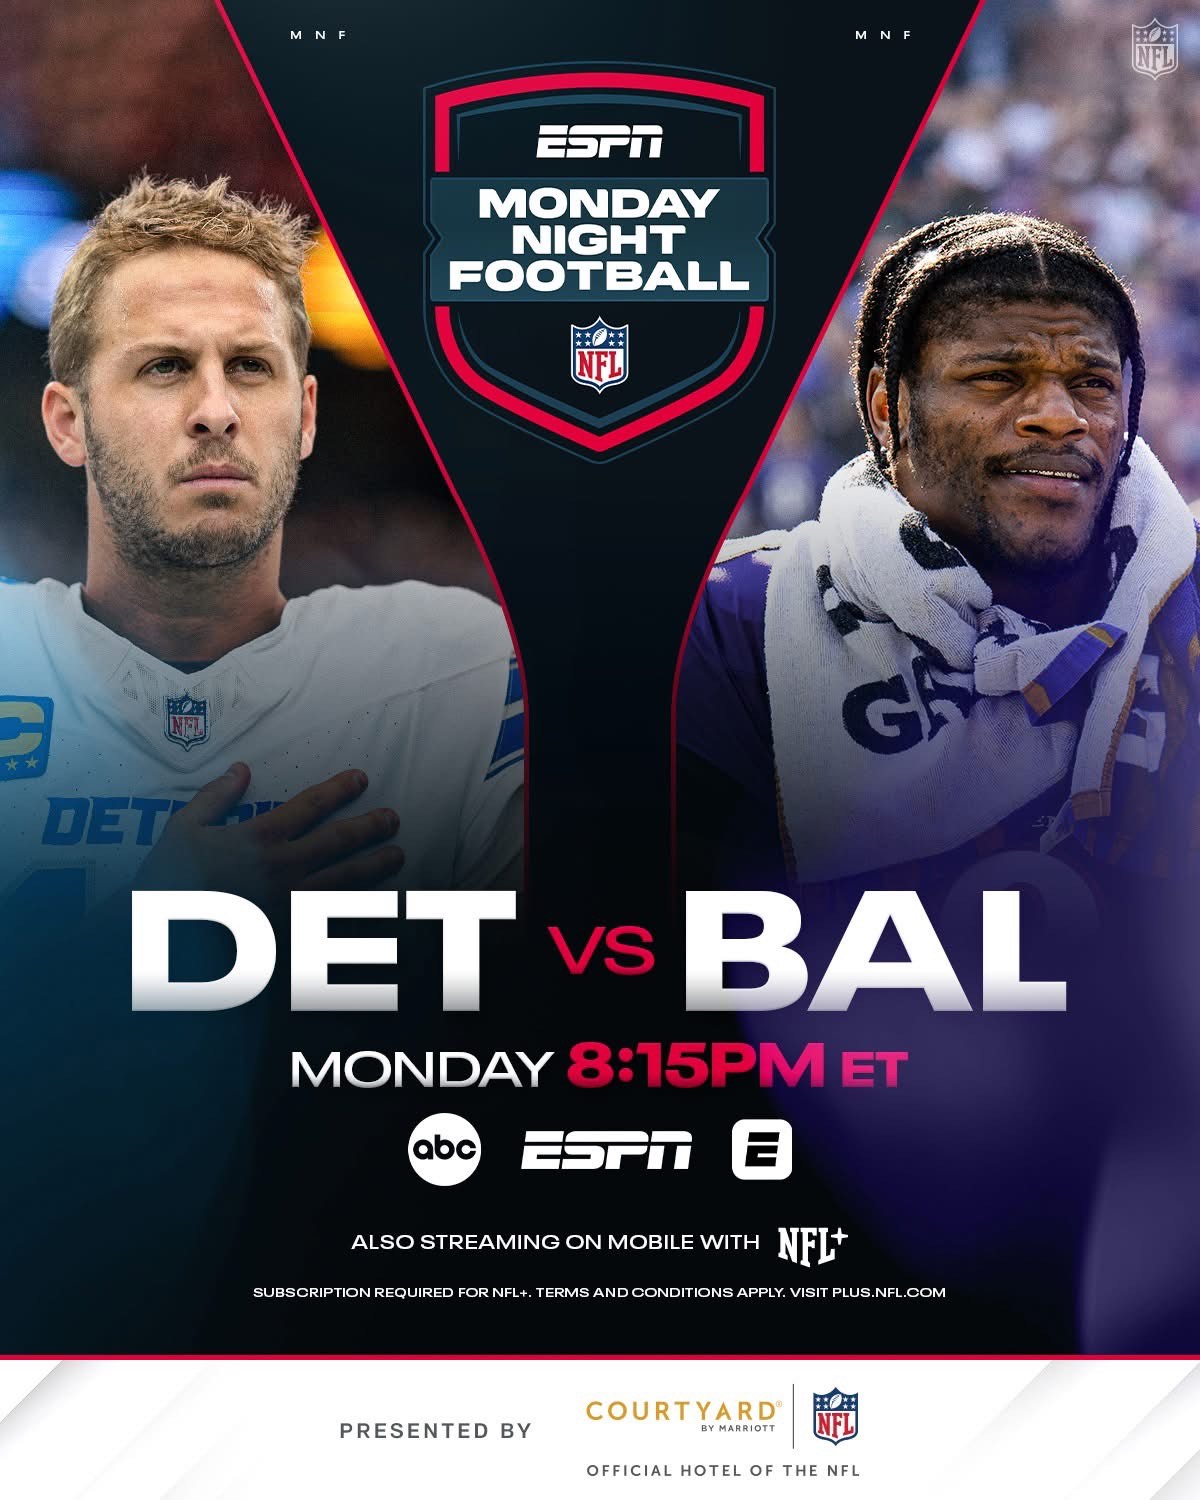 M N F
M N F
NFL
ESPN
MONDAY
NIGHT
FOOTBALL
NFL
NFL
C
DET
DET VS BAL
MONDAY 8:15PM ET
abc ESPN E
ALSO STREAMING ON MOBILE WITH NFL+
SUBSCRIPTION REQUIRED FOR NFL+. TERMS AND CONDITIONS APPLY. VISIT PLUS.NFL.COM
PRESENTED BY
COURTYARD®
BY MARRIOTT
NFL
OFFICIAL HOTEL OF THE NFL